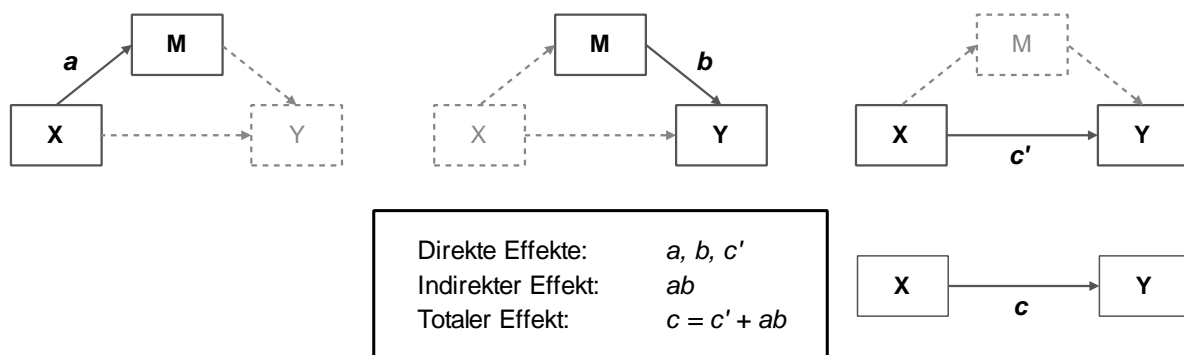 M
a
X
Y
M
b
X
Y
M
X
Y
c'
Direkte Effekte: a, b, c'
Indirekter Effekt: ab
Totaler Effekt: c = c' + ab
X
Y
c